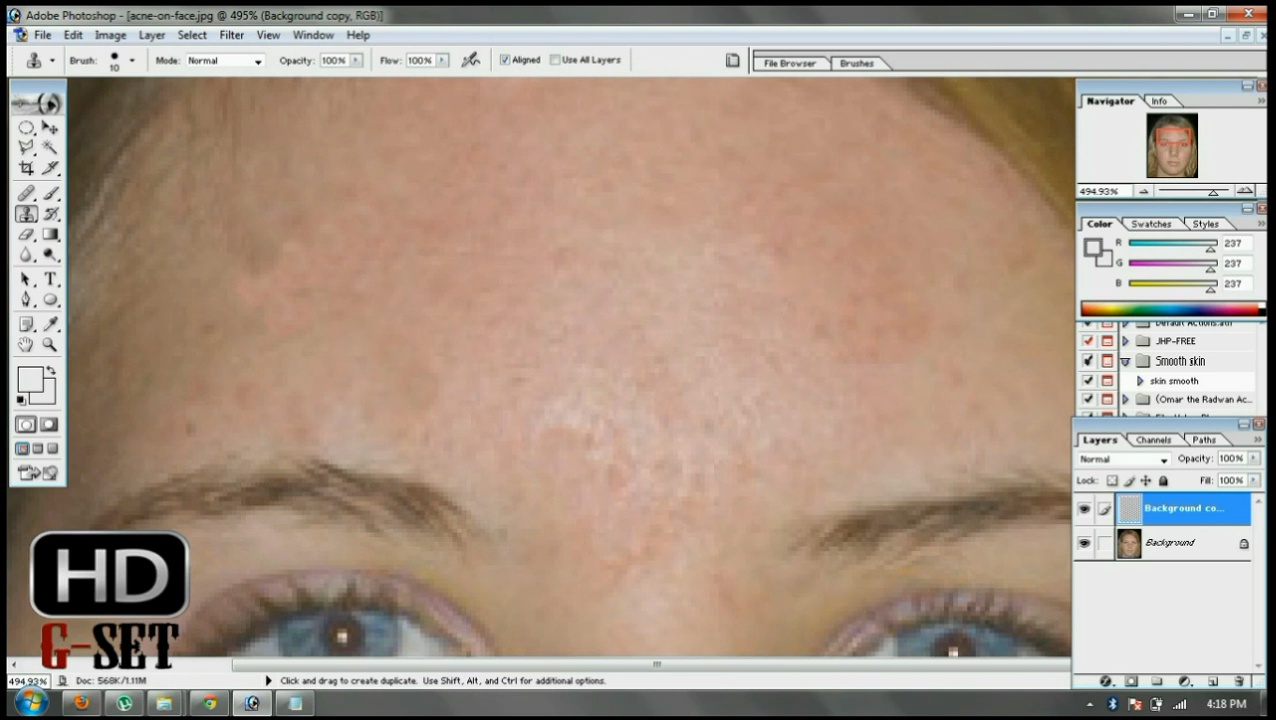 Adobe Photoshop - [acne-on-face.jpg @ 495% (Background copy, RGB)]
File Edit Image Layer Select Filter View Window Help
Brush: 10 Mode: Normal Opacity: 100% Flow: 100% Aligned Use All Layers File Browser Brushes
Navigator Info
494.93%
Color Swatches Styles
R 237
G 237
B 237
Default Actions.atn
JHP-FREE
Smooth skin
skin smooth
(Omar the Radwan Ac...
Layers Channels Paths
Normal Opacity: 100%
Lock: Fill: 100%
Background co...
Background
HD
G-SET
494.93% Doc: 568K/1.11M Click and drag to create duplicate. Use Shift, Alt, and Ctrl for additional options.
4:18 PM